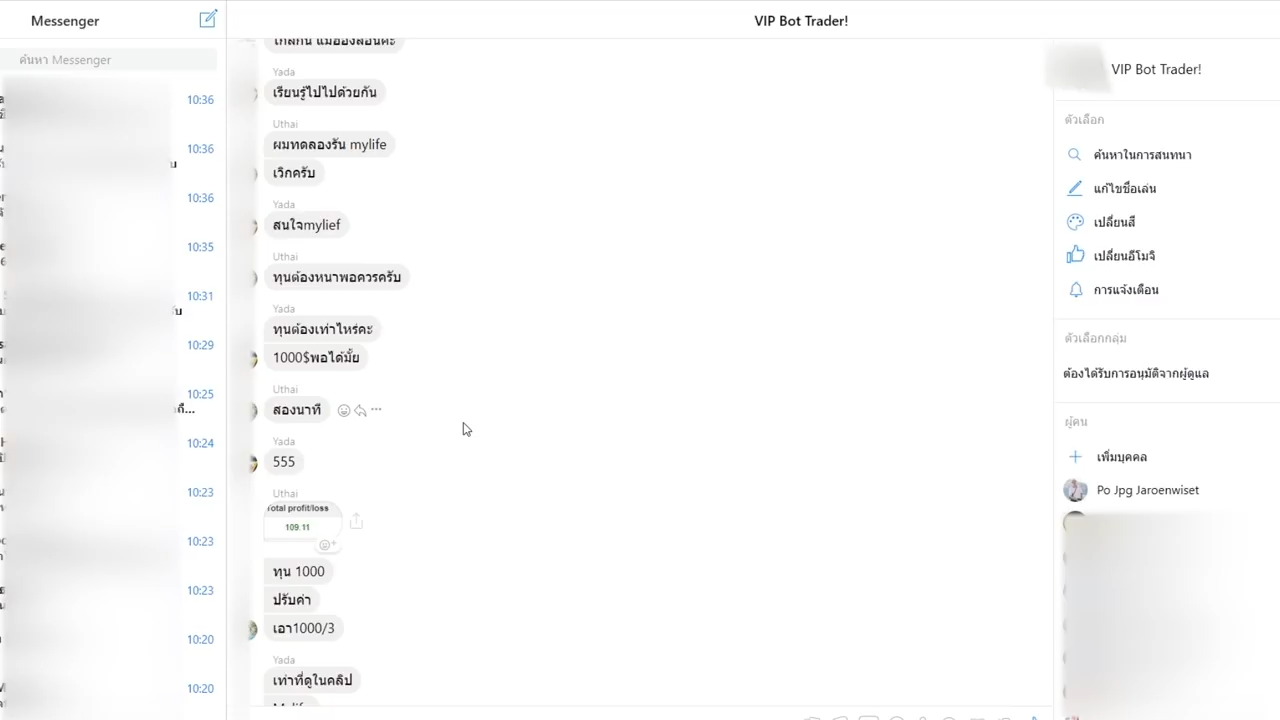 Messenger
VIP Bot Trader!
ค้นหา Messenger
10:36
10:36
10:36
10:35
10:31
10:29
10:25
10:24
10:23
10:23
10:23
10:20
10:20
Yada
เรียนรู้ไปไปด้วยกัน
Uthai
ผมทดลองรัน mylife
เวิกครับ
Yada
สนใจmylief
Uthai
ทุนต้องหนาพอควรครับ
Yada
ทุนต้องเท่าไหร่คะ
1000$พอได้มั้ย
Uthai
สองนาที
Yada
555
Uthai
Total profit/loss
109.11
ทุน 1000
ปรับค่า
เอา1000/3
Yada
เท่าที่ดูในคลิป
VIP Bot Trader!
ตัวเลือก
ค้นหาในการสนทนา
แก้ไขชื่อเล่น
เปลี่ยนสี
เปลี่ยนอีโมจิ
การแจ้งเตือน
ตัวเลือกกลุ่ม
ต้องได้รับการอนุมัติจากผู้ดูแล
ผู้คน
เพิ่มบุคคล
Po Jpg Jaroenwiset